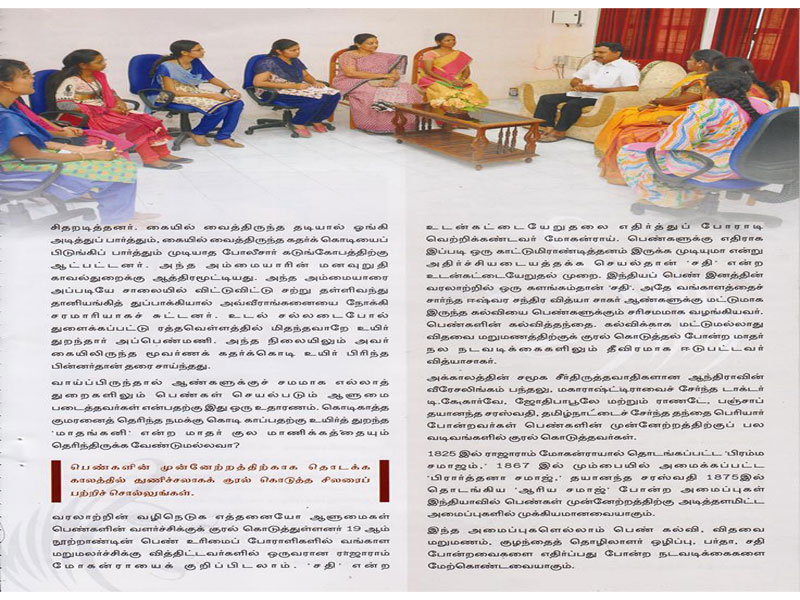 சிதறடித்தனர். கையில் வைத்திருந்த தடியால் ஓங்கி
அடித்துப் பார்த்தும், கையில் வைத்திருந்த கதர்க் கொடியைப்
பிடுங்கிப் பார்த்தும் முடியாத போலீசார் கடுங்கோபத்திற்கு
ஆட்பட்டனர். அந்த அம்மையாரின் மனவுறுதி
காவல்துறைக்கு ஆத்திரமூட்டியது. அந்த அம்மையாரை
அப்படியே சாலையில் விட்டுவிட்டு சற்று தள்ளிவந்து
தானியங்கித் துப்பாக்கியால் அவ்வீராங்கனையை நோக்கி
சரமாரியாகச் சுட்டனர். உடல் சல்லடைபோல்
துளைக்கப்பட்டு ரத்தவெள்ளத்தில் மிதந்தவாறே உயிர்
துறந்தார் அப்பெண்மணி. அந்த நிலையிலும் அவர்
கையிலிருந்த மூவர்ணக் கதர்க்கொடி உயிர் பிரிந்த
பின்னர்தான் தரை சாய்ந்தது.
வாய்ப்பிருந்தால் ஆண்களுக்குச் சமமாக எல்லாத்
துறைகளிலும் பெண்கள் செயல்படும் ஆளுமை
படைத்தவர்கள் என்பதற்கு இது ஒரு உதாரணம். கொடிகாத்த
குமரனைத் தெரிந்த நமக்கு கொடி காப்பதற்கு உயிர்த் துறந்த
'மாதங்கனி' என்ற மாதர் குல மாணிக்கத்தையும்
தெரிந்திருக்க வேண்டுமல்லவா?
பெண்களின் முன்னேற்றத்திற்காக தொடக்க
காலத்தில் துணிச்சலாகக் குரல் கொடுத்த சிலரைப்
பற்றிச் சொல்லுங்கள்.
வரலாற்றின் வழிநெடுக எத்தனையோ ஆளுமைகள்
பெண்களின் வளர்ச்சிக்குக் குரல் கொடுத்துள்ளனர் 19 ஆம்
நூற்றாண்டின் பெண் உரிமைப் போராளிகளில் வங்காள
மறுமலர்ச்சிக்கு வித்திட்டவர்களில் ஒருவரான ராஜாராம்
மோகன்ராயைக் குறிப்பிடலாம். 'சதி' என்ற
உடன்கட்டையேறுதலை எதிர்த்துப் போராடி
வெற்றிக்கண்டவர் மோகன்ராய். பெண்களுக்கு எதிராக
இப்படி ஒரு காட்டுமிராண்டித்தனம் இருக்க முடியுமா என்று
அதிர்ச்சியடையத்தக்க செயல்தான் 'சதி' என்ற
உடன்கட்டையேறுதல் முறை. இந்தியப் பெண் இனத்தின்
வரலாற்றில் ஒரு களங்கம்தான் 'சதி'. அதே வங்காளத்தைச்
சார்ந்த ஈஷ்வர சந்திர வித்யா சாகர் ஆண்களுக்கு மட்டுமாக
இருந்த கல்வியை பெண்களுக்கும் சரிசமமாக வழங்கியவர்.
பெண்களின் கல்வித்தந்தை. கல்விக்காக மட்டுமல்லாது
விதவை மறுமணத்திற்குக் குரல் கொடுத்தல் போன்ற மாதர்
நல நடவடிக்கைகளிலும் தீவிரமாக ஈடுபட்டவர்
வித்யாசாகர்.
அக்காலத்தின் சமூக சீர்திருத்தவாதிகளான ஆந்திராவின்
வீரேசலிங்கம் பந்தலு, மகாராஷ்ட்டிராவைச் சேர்ந்த டாக்டர்
டி.கே.கார்வே, ஜோதிபாபூலே மற்றும் ராணடே, பஞ்சாப்
தயானந்த சரஸ்வதி, தமிழ்நாட்டைச் சேர்ந்த தந்தை பெரியார்
போன்றவர்கள் பெண்களின் முன்னேற்றத்திற்குப் பல
வடிவங்களில் குரல் கொடுத்தவர்கள்.
1825 இல் ராஜாராம் மோகன்ராயால் தொடங்கப்பட்ட 'பிரம்ம
சமாஜம்,' 1867 இல் மும்பையில் அமைக்கப்பட்ட
'பிரார்த்தனா சமாஜ்,' தயானந்த சரஸ்வதி 1875இல்
தொடங்கிய 'ஆரிய சமாஜ்' போன்ற அமைப்புகள்
இந்தியாவில் பெண்கள் முன்னேற்றத்திற்கு அடித்தளமிட்ட
அமைப்புகளில் முக்கியமானவையாகும்.
இந்த அமைப்புகளெல்லாம் பெண் கல்வி, விதவை
மறுமணம், குழந்தைத் தொழிலாளர் ஒழிப்பு, பர்தா, சதி
போன்றவைகளை எதிர்ப்பது போன்ற நடவடிக்கைகளை
மேற்கொண்டவையாகும்.